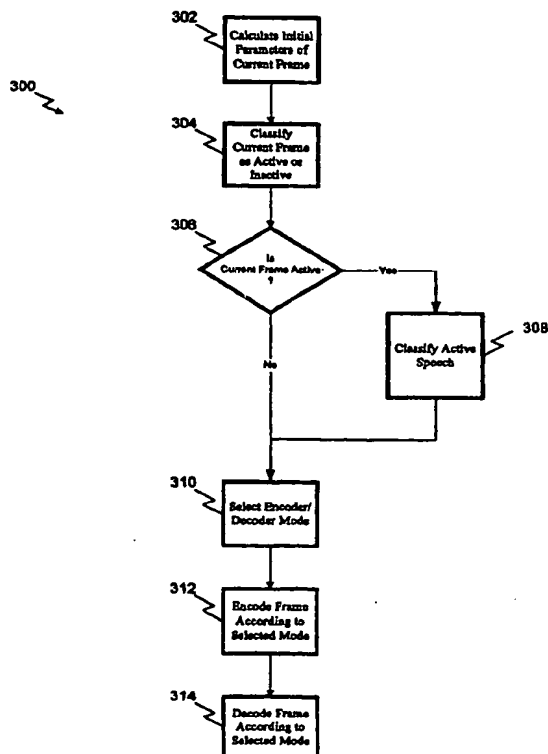 302
Calculate Initial
Parameters of
Current Frame
300
304
Classify
Current Frame
as Active or
Inactive
306
Is
Current Frame Active
?
Yes
No
308
Classify Active
Speech
310
Select Encoder/
Decoder Mode
312
Encode Frame
According to
Selected Mode
314
Decode Frame
According to
Selected Mode